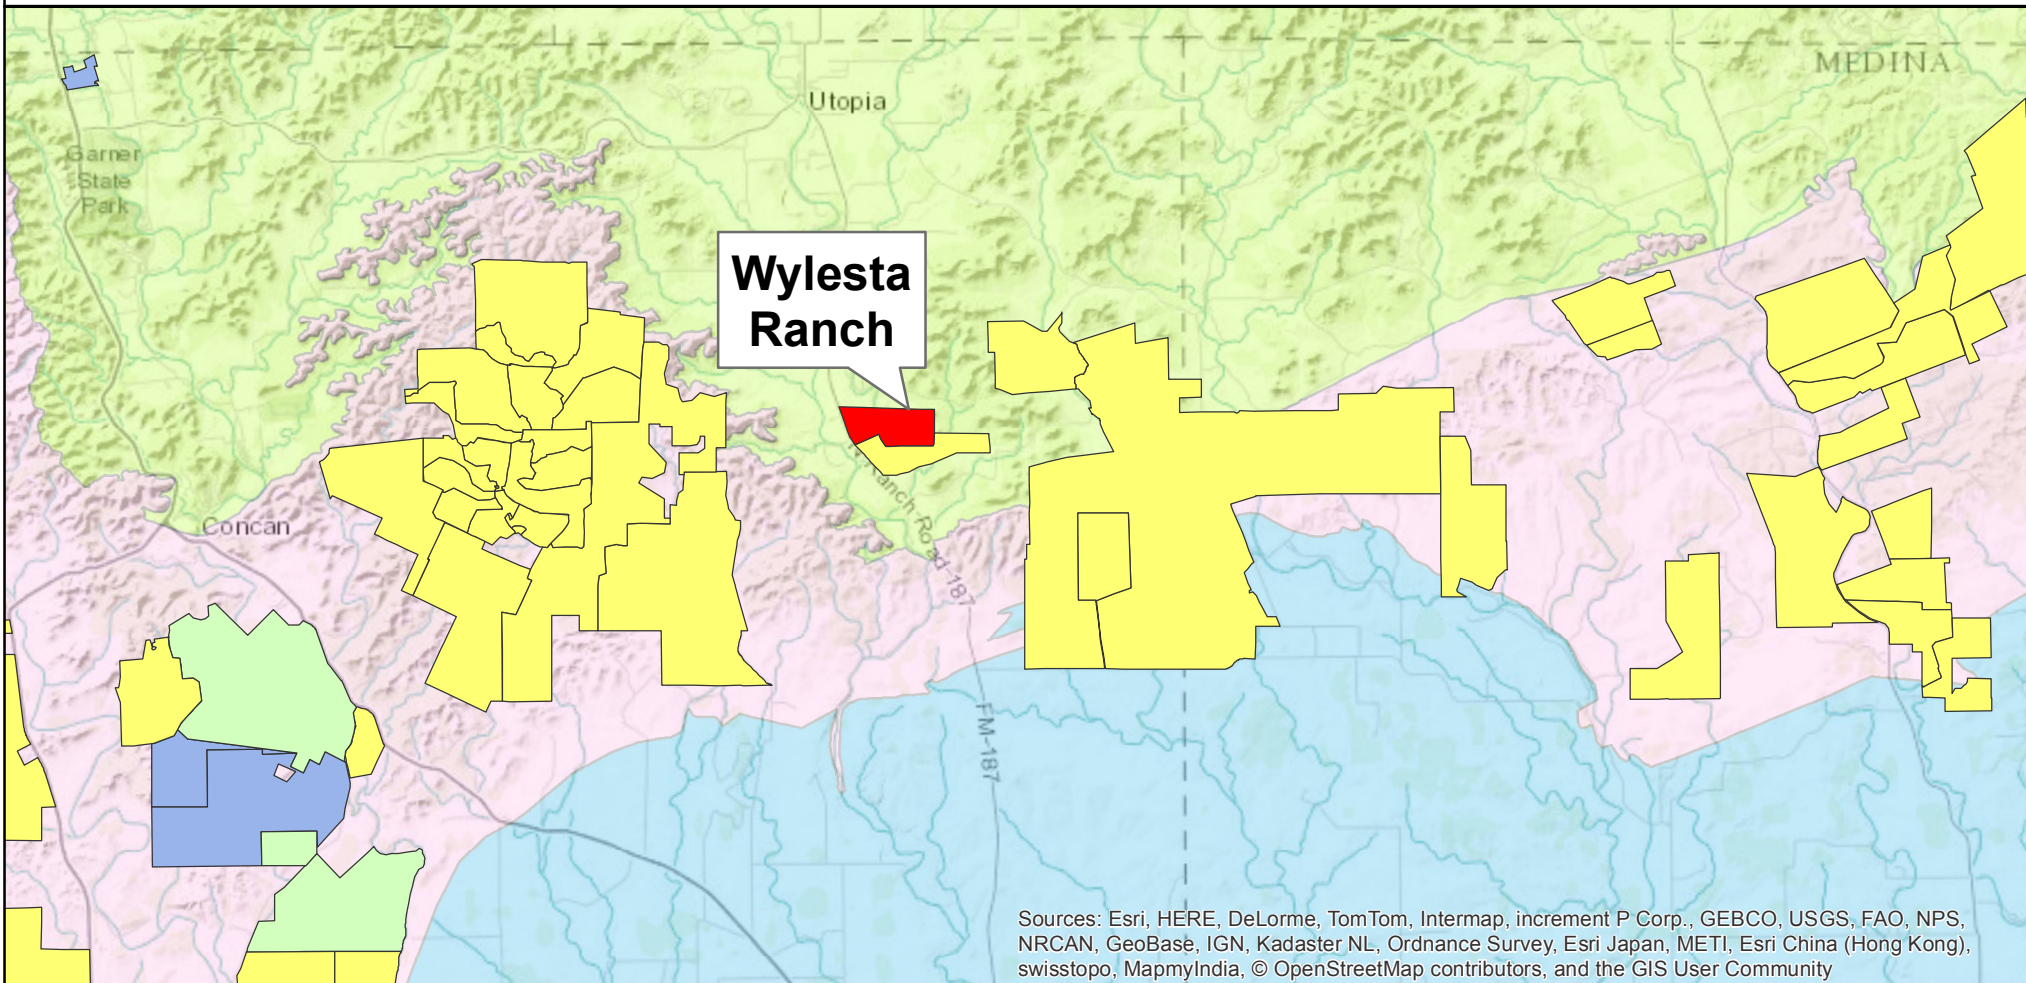 MEDINA
Utopia
Garner
State
Park
Wylesta
Ranch
Concan
Ranch Road 187
FM-187
Sources: Esri, HERE, DeLorme, TomTom, Intermap, increment P Corp., GEBCO, USGS, FAO, NPS,
NRCAN, GeoBase, IGN, Kadaster NL, Ordnance Survey, Esri Japan, METI, Esri China (Hong Kong),
swisstopo, MapmyIndia, © OpenStreetMap contributors, and the GIS User Community